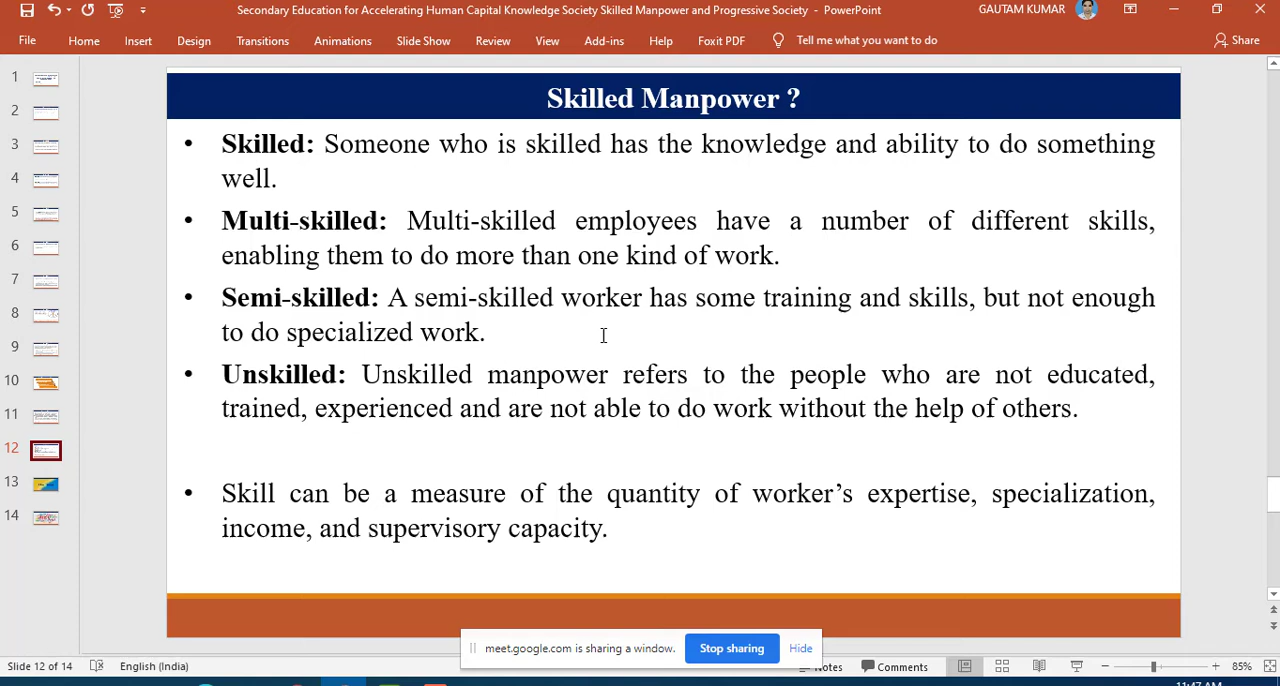 Secondary Education for Accelerating Human Capital Knowledge Society Skilled Manpower and Progressive Society - PowerPoint
GAUTAM KUMAR
File Home Insert Design Transitions Animations Slide Show Review View Add-ins Help Foxit PDF Tell me what you want to do Share
1
2
3
4
5
6
7
8
9
10
11
12
13
14
Skilled Manpower ?
• Skilled: Someone who is skilled has the knowledge and ability to do something
well.
• Multi-skilled: Multi-skilled employees have a number of different skills,
enabling them to do more than one kind of work.
• Semi-skilled: A semi-skilled worker has some training and skills, but not enough
to do specialized work.
• Unskilled: Unskilled manpower refers to the people who are not educated,
trained, experienced and are not able to do work without the help of others.
• Skill can be a measure of the quantity of worker's expertise, specialization,
income, and supervisory capacity.
meet.google.com is sharing a window. Stop sharing Hide
Slide 12 of 14 English (India) Notes Comments 85%
11:47 AM